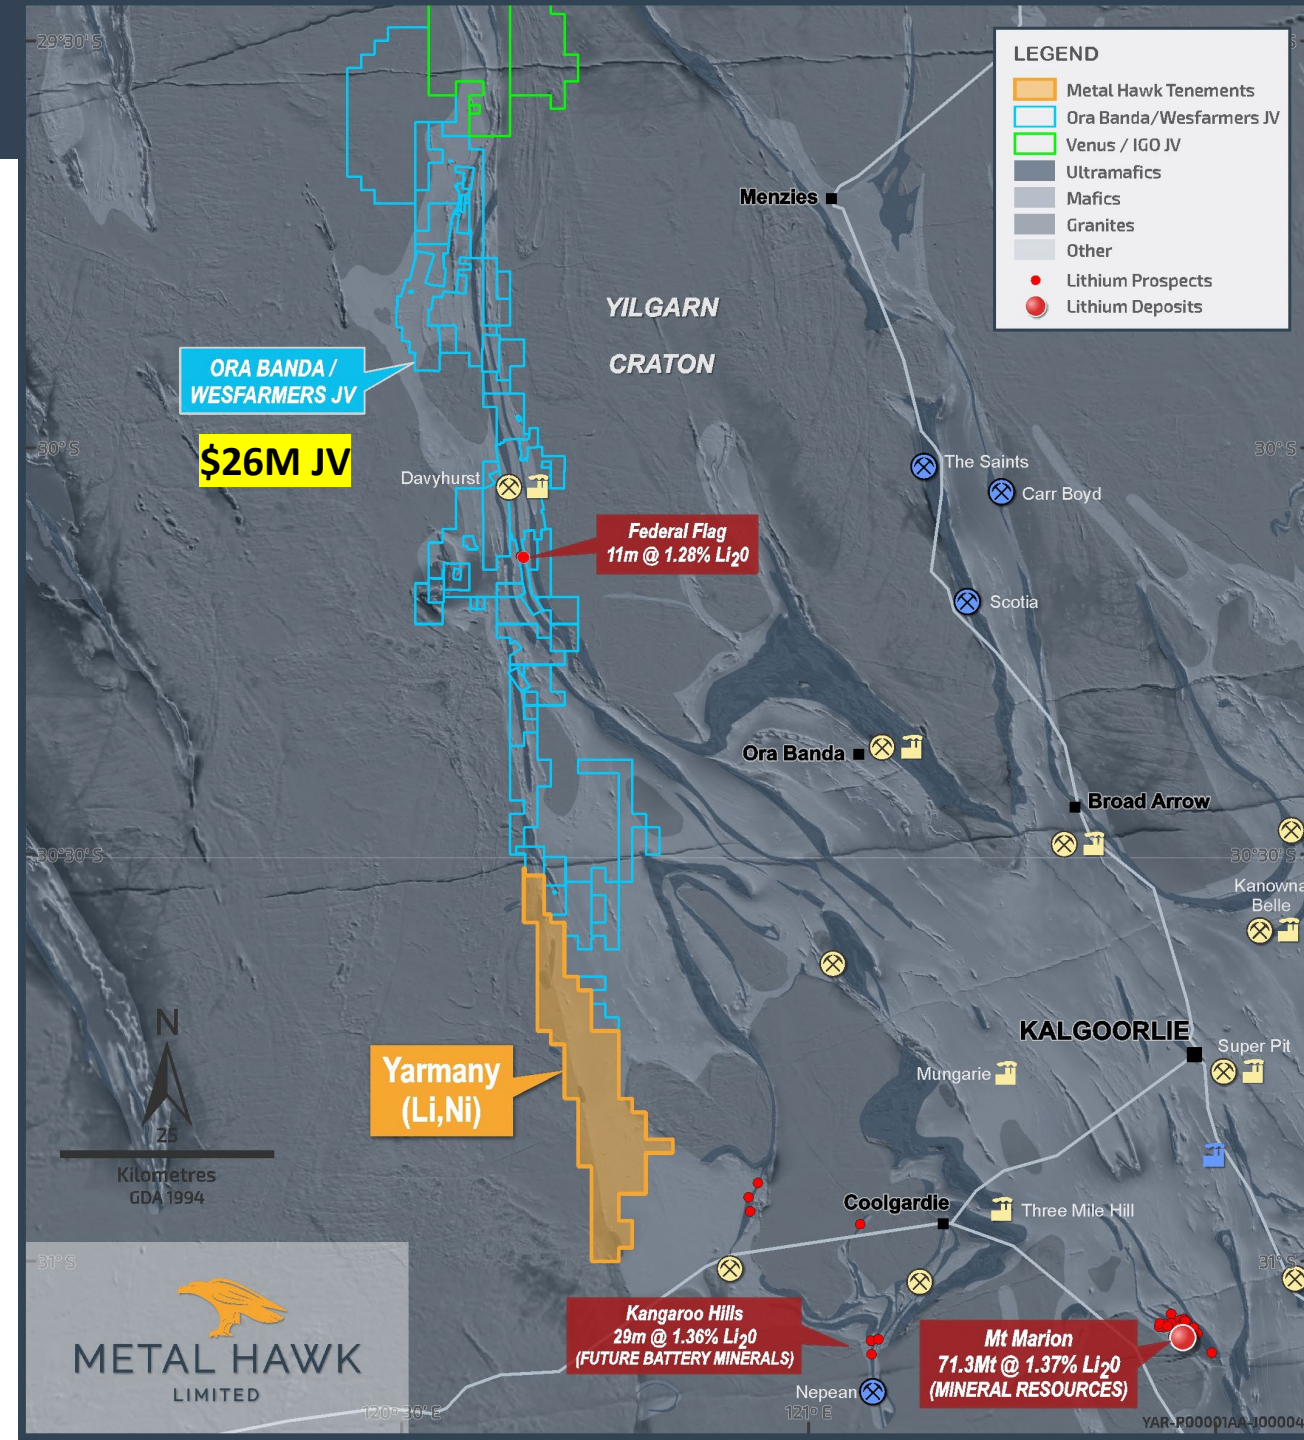 29°30' S
LEGEND
Metal Hawk Tenements
Ora Banda/Wesfarmers JV
Venus / IGO JV
Ultramafics
Mafics
Granites
Other
Lithium Prospects
Lithium Deposits
Menzies
YILGARN
CRATON
ORA BANDA /
WESFARMERS JV
$26M JV
30° S
30° S
Davyhurst
The Saints
Carr Boyd
Federal Flag
11m @ 1.28% Li₂0
Scotia
Ora Banda
Broad Arrow
30°30' S
30°30' S
Kanowna
Belle
N
25
Kilometres
GDA 1994
Yarmany
(Li,Ni)
KALGOORLIE
Super Pit
Mungarie
Coolgardie
Three Mile Hill
31° S
31° S
METAL HAWK
LIMITED
Kangaroo Hills
29m @ 1.36% Li₂0
(FUTURE BATTERY MINERALS)
Mt Marion
71.3Mt @ 1.37% Li₂0
(MINERAL RESOURCES)
Nepean
120° 30' E
121° E
YAR-P00001AA-J00004